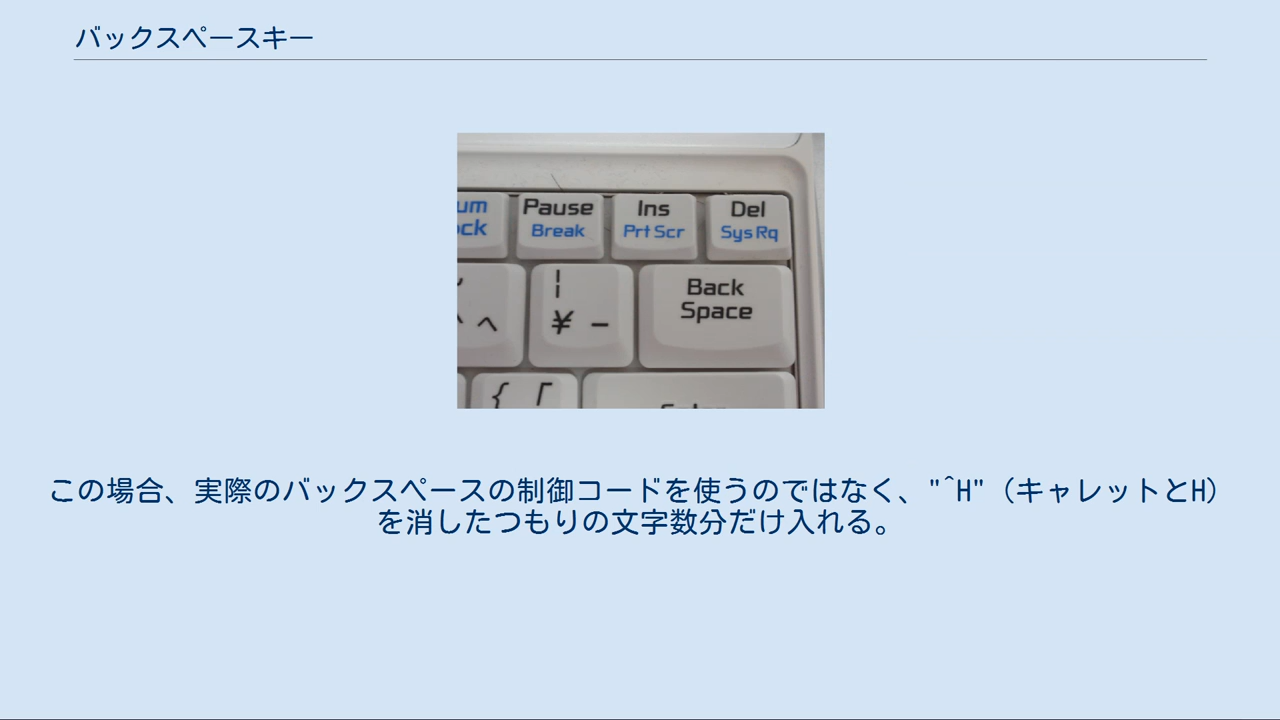 バックスペースキー
Pause
Ins
Del
Break
Prt Scr
Sys Rq
Back
Space
¥ ー
へ
{ 「
この場合、実際のバックスペースの制御コードを使うのではなく、"^H"（キャレットとH）
を消したつもりの文字数分だけ入れる。